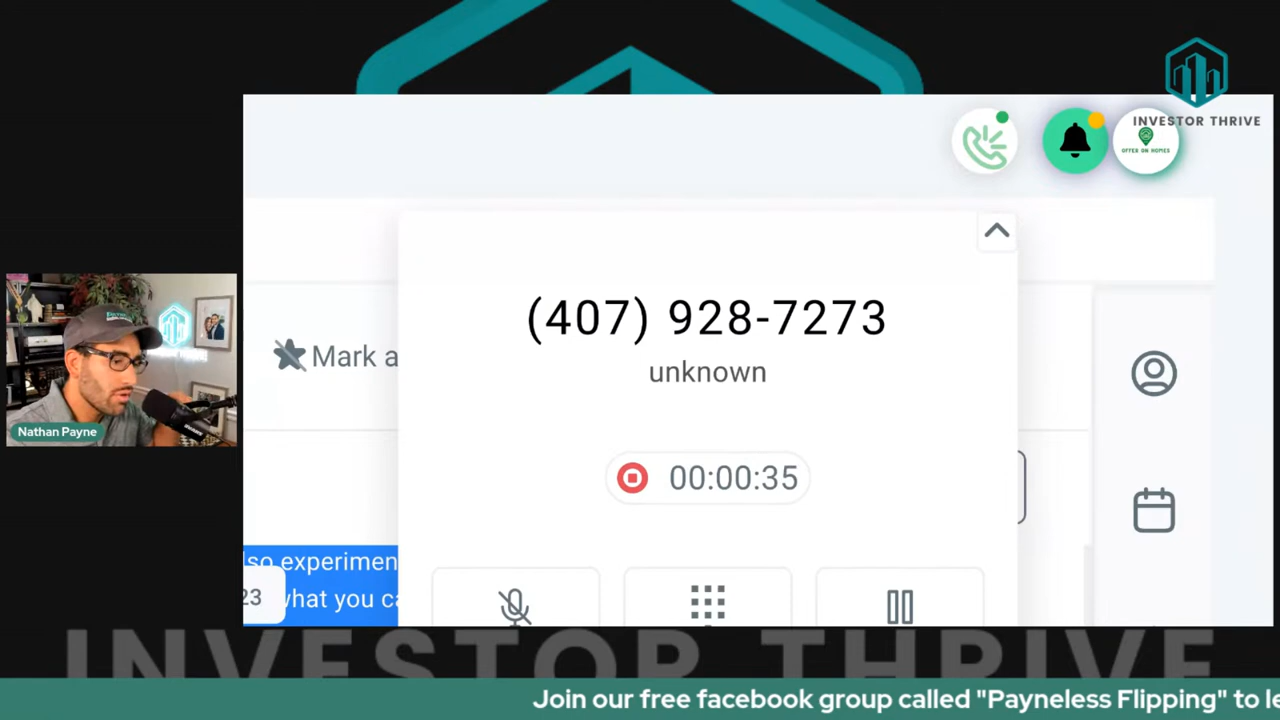 INVESTOR THRIVE
OFFER ON HOMES
(407) 928-7273
unknown
Mark a
00:00:35
lso experimen
23
what you ca
Nathan Payne
INVESTOR THRIVE
Join our free facebook group called "Payneless Flipping" to le